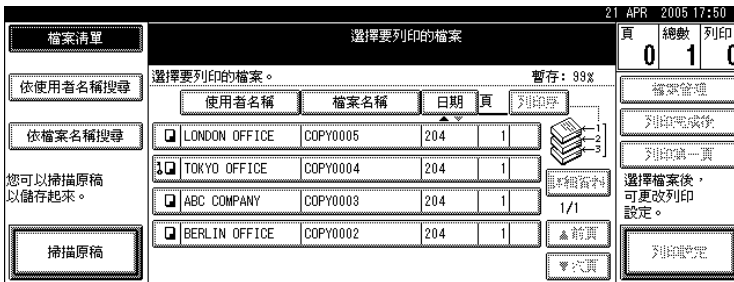 21 APR 2005 17:50
檔案清單
選擇要列印的檔案
頁 總數 列印
0 1 0
選擇要列印的檔案。
暫存: 99%
依使用者名稱搜尋
使用者名稱 檔案名稱 日期 頁 列印序
檔案管理
依檔案名稱搜尋
LONDON OFFICE COPY0005 204 1
1
2
3
列印完成後
TOKYO OFFICE COPY0004 204 1
列印第一頁
您可以掃描原稿
以儲存起來。
詳細資料
選擇檔案後,
可更改列印
設定。
ABC COMPANY COPY0003 204 1
1/1
BERLIN OFFICE COPY0002 204 1
▲前頁
掃描原稿
列印設定
▼次頁